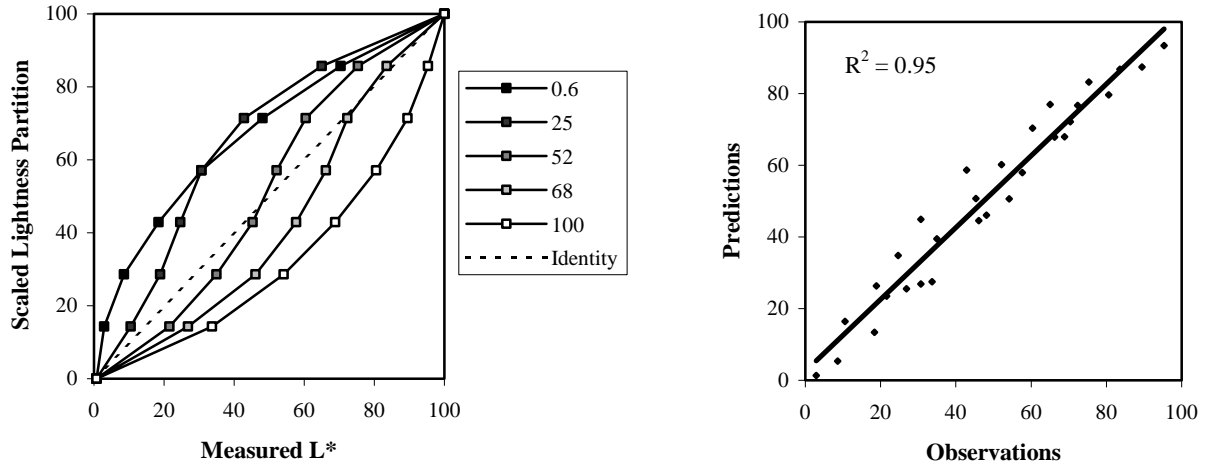 Scaled Lightness Partition
100
80
60
40
20
0
0 20 40 60 80 100
Measured L*
0.6
25
52
68
100
Identity
Predictions
100
80
60
40
20
0
R² = 0.95
0 20 40 60 80 100
Observations